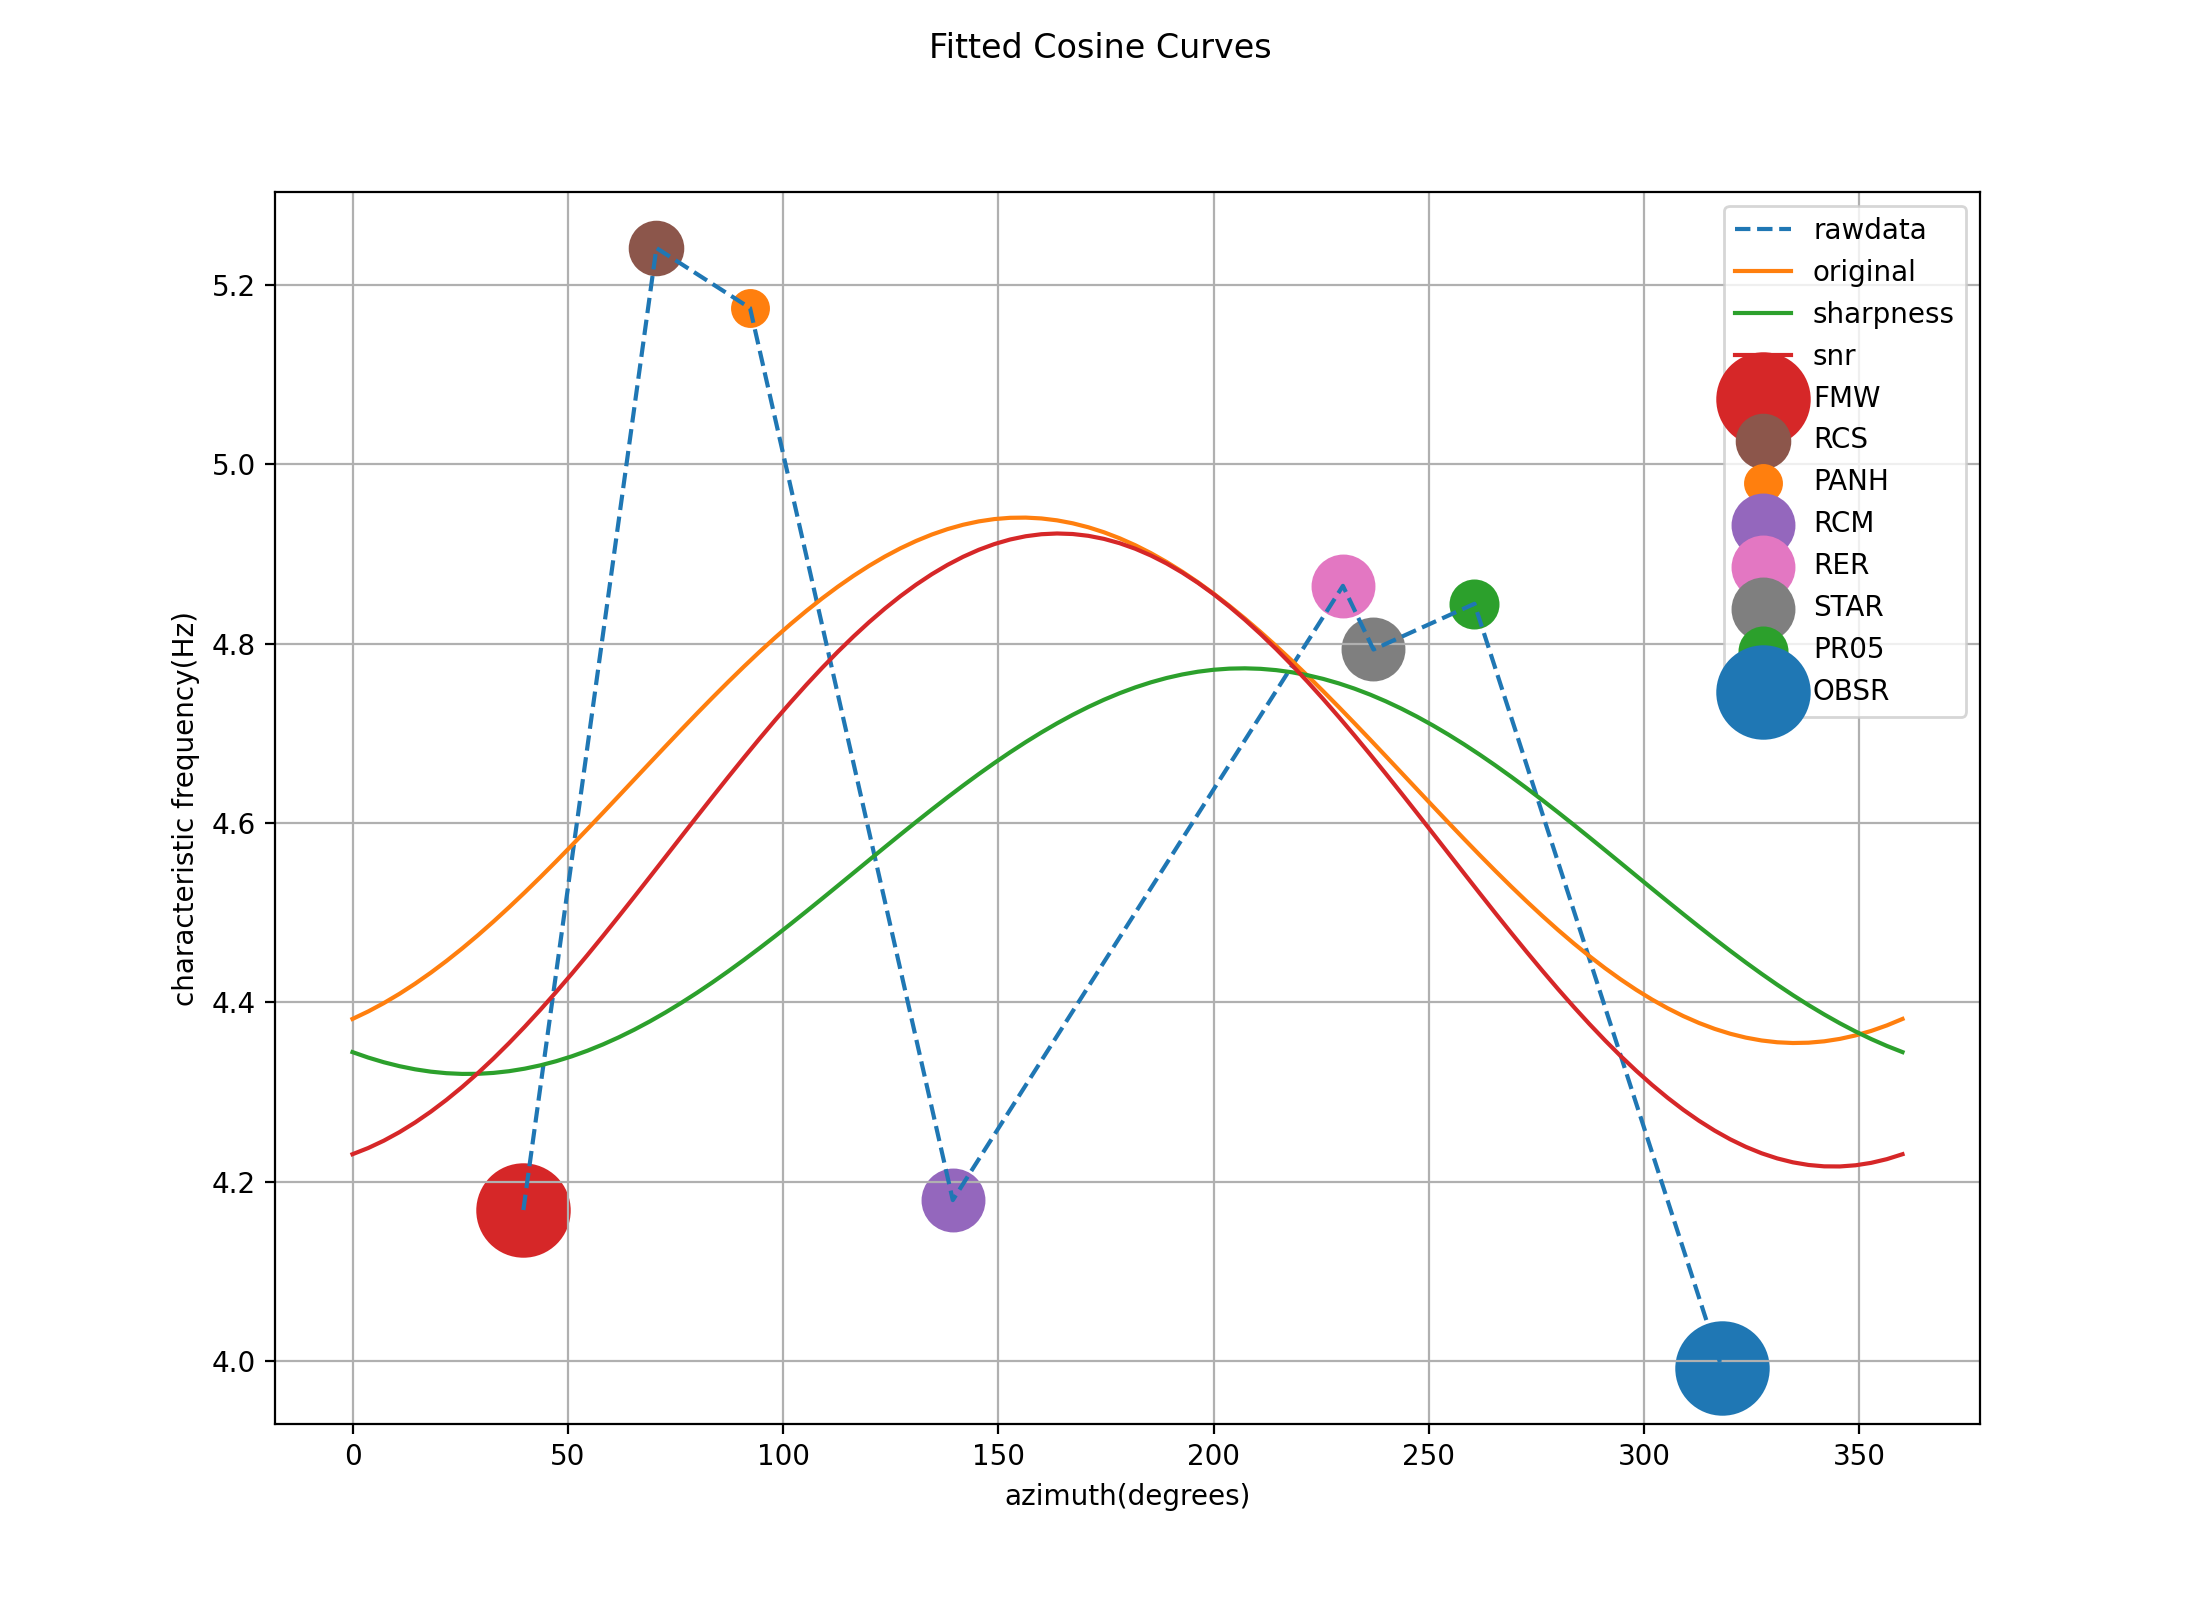 Fitted Cosine Curves
rawdata
original
sharpness
snr
FMW
RCS
PANH
RCM
RER
STAR
PR05
OBSR
characteristic frequency(Hz)
5.2
5.0
4.8
4.6
4.4
4.2
4.0
0 50 100 150 200 250 300 350
azimuth(degrees)